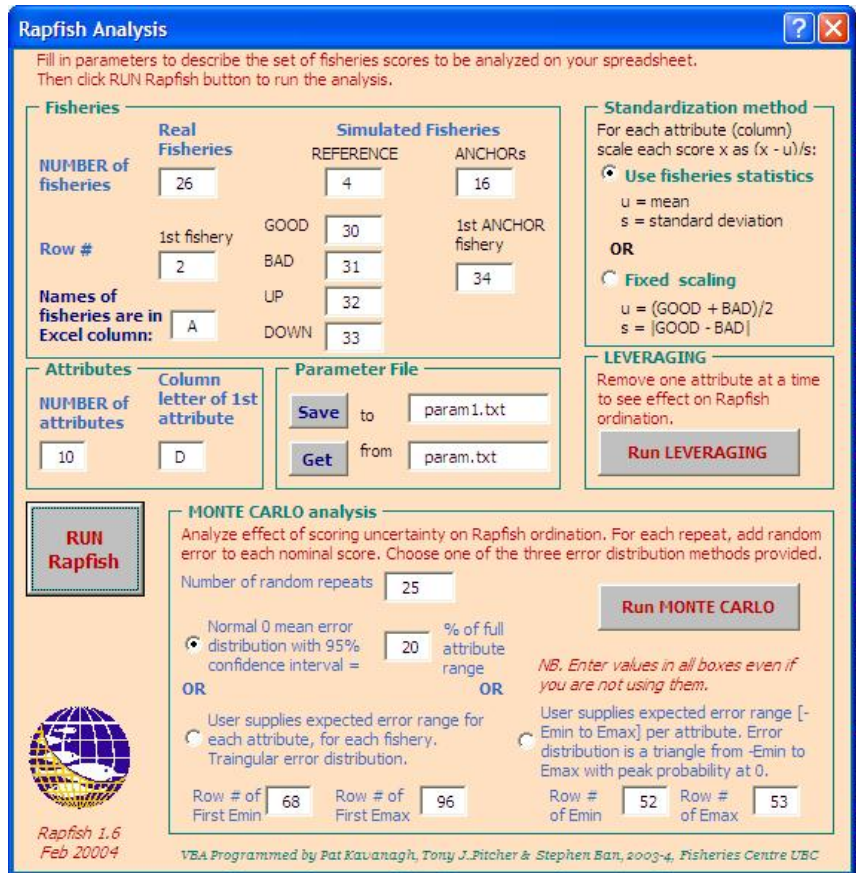 Rapfish Analysis
Fill in parameters to describe the set of fisheries scores to be analyzed on your spreadsheet.
Then click RUN Rapfish button to run the analysis.
Fisheries
Real
Fisheries
Simulated Fisheries
REFERENCE
ANCHORs
NUMBER of
fisheries
26
4
16
Row #
1st fishery
2
GOOD
30
BAD
31
UP
32
DOWN
33
1st ANCHOR
fishery
34
Names of
fisheries are in
Excel column:
A
Standardization method
For each attribute (column)
scale each score x as (x - u)/s:
Use fisheries statistics
u = mean
s = standard deviation
OR
Fixed scaling
u = (GOOD + BAD)/2
s = |GOOD - BAD|
Attributes
NUMBER of
attributes
10
Column
letter of 1st
attribute
D
Parameter File
Save to param1.txt
Get from param.txt
LEVERAGING
Remove one attribute at a time
to see effect on Rapfish
ordination.
Run LEVERAGING
RUN
Rapfish
MONTE CARLO analysis
Analyze effect of scoring uncertainty on Rapfish ordination. For each repeat, add random
error to each nominal score. Choose one of the three error distribution methods provided.
Number of random repeats 25
Run MONTE CARLO
Normal 0 mean error
distribution with 95%
confidence interval =
20
% of full
attribute
range
NB. Enter values in all boxes even if
you are not using them.
OR
OR
User supplies expected error range for
each attribute, for each fishery.
Traingular error distribution.
User supplies expected error range [-
Emin to Emax] per attribute. Error
distribution is a triangle from -Emin to
Emax with peak probability at 0.
Row # of
First Emin
68
Row # of
First Emax
96
Row #
of Emin
52
Row #
of Emax
53
Rapfish 1.6
Feb 20004
VBA Programmed by Pat Kavanagh, Tony J..Pitcher & Stephen Ban, 2003-4, Fisheries Centre UBC